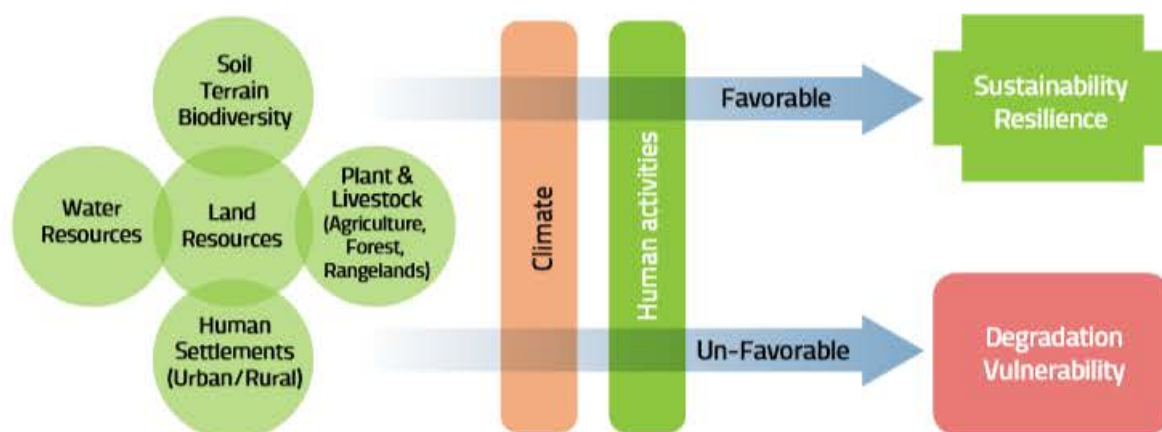 Soil
Terrain
Biodiversity
Water
Resources
Land
Resources
Plant &
Livestock
(Agriculture,
Forest,
Rangelands)
Human
Settlements
(Urban/Rural)
Climate
Human activities
Favorable
Un-Favorable
Sustainability
Resilience
Degradation
Vulnerability